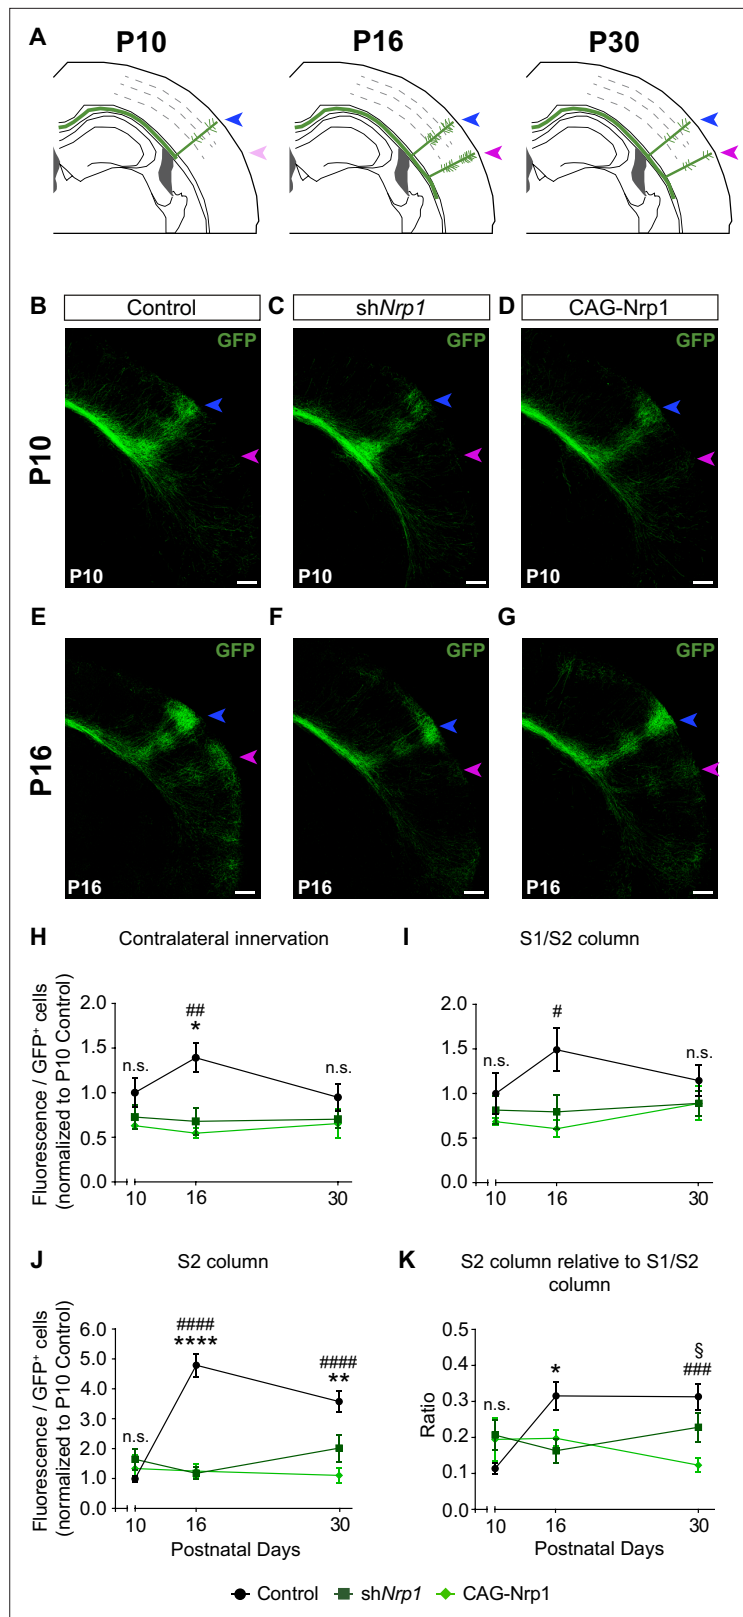 A
P10 P16 P30
B Control C shNrp1 D CAG-Nrp1
GFP GFP GFP
P10
P10 P10 P10
E F G
GFP GFP GFP
P16
P16 P16 P16
H Contralateral innervation
Fluorescence / GFP+ cells
(normalized to P10 Control)
2.0
1.5
1.0
0.5
0.0
n.s.
##
*
n.s.
10 16 30
I S1/S2 column
2.0
1.5
1.0
0.5
0.0
n.s.
#
n.s.
10 16 30
J S2 column
Fluorescence / GFP+ cells
(normalized to P10 Control)
6.0
5.0
4.0
3.0
2.0
1.0
0.0
n.s.
####
****
####
**
10 16 30
Postnatal Days
K S2 column relative to S1/S2
column
Ratio
0.5
0.4
0.3
0.2
0.1
0.0
n.s.
*
§
###
10 16 30
Postnatal Days
Control shNrp1 CAG-Nrp1